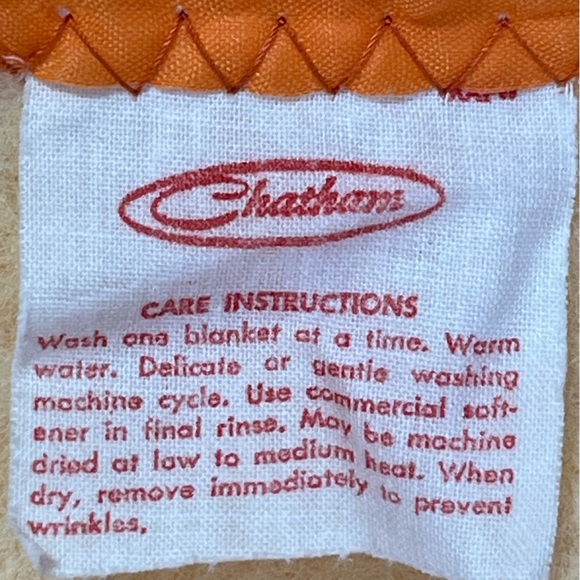 Chatham
CARE INSTRUCTIONS
Wash one blanket at a time. Warm
water. Delicate or gentle washing
machine cycle. Use commercial soft-
ener in final rinse. May be machine
dried at low to medium heat. When
dry, remove immediately to prevent
wrinkles.